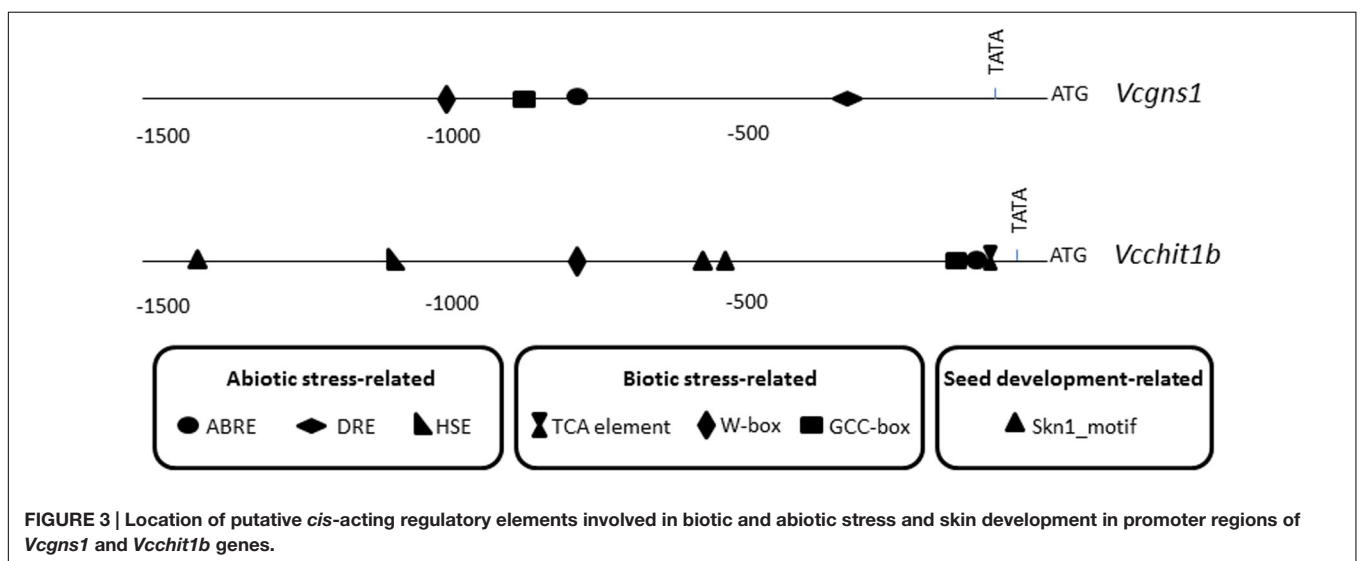 TATA
ATG Vcgns1
-1500 -1000 -500
TATA
ATG Vcchit1b
-1500 -1000 -500
Abiotic stress-related
ABRE DRE HSE
Biotic stress-related
TCA element W-box GCC-box
Seed development-related
Skn1_motif
FIGURE 3 | Location of putative cis-acting regulatory elements involved in biotic and abiotic stress and skin development in promoter regions of
Vcgns1 and Vcchit1b genes.